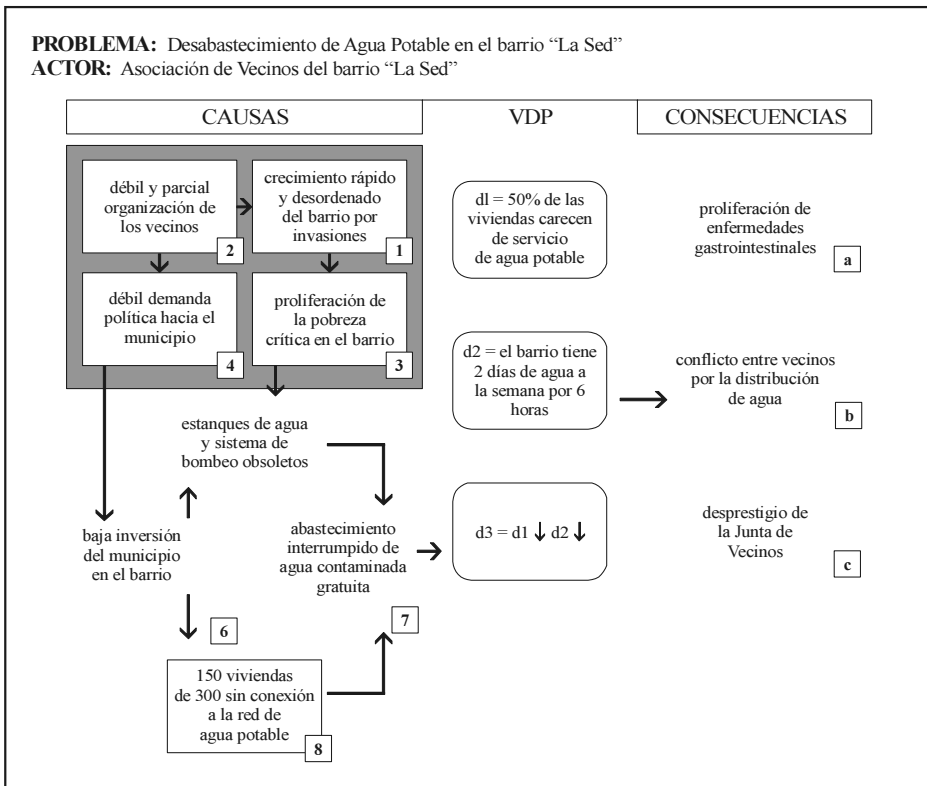 PROBLEMA: Desabastecimiento de Agua Potable en el barrio “La Sed”
ACTOR: Asociación de Vecinos del barrio “La Sed”
CAUSAS
VDP
CONSECUENCIAS
débil y parcial
organización de
los vecinos
2
crecimiento rápido
y desordenado
del barrio por
invasiones
1
dl = 50% de las
viviendas carecen
de servicio
de agua potable
proliferación de
enfermedades
gastrointestinales
a
débil demanda
política hacia el
municipio
4
proliferación de
la pobreza
crítica en el barrio
3
d2 = el barrio tiene
2 días de agua a
la semana por 6
horas
conflicto entre vecinos
por la distribución
de agua
b
estanques de agua
y sistema de
bombeo obsoletos
baja inversión
del municipio
en el barrio
6
abastecimiento
interrumpido de
agua contaminada
gratuita
7
d3 = d1 ↓ d2 ↓
desprestigio de
la Junta de
Vecinos
c
150 viviendas
de 300 sin conexión
a la red de
agua potable
8